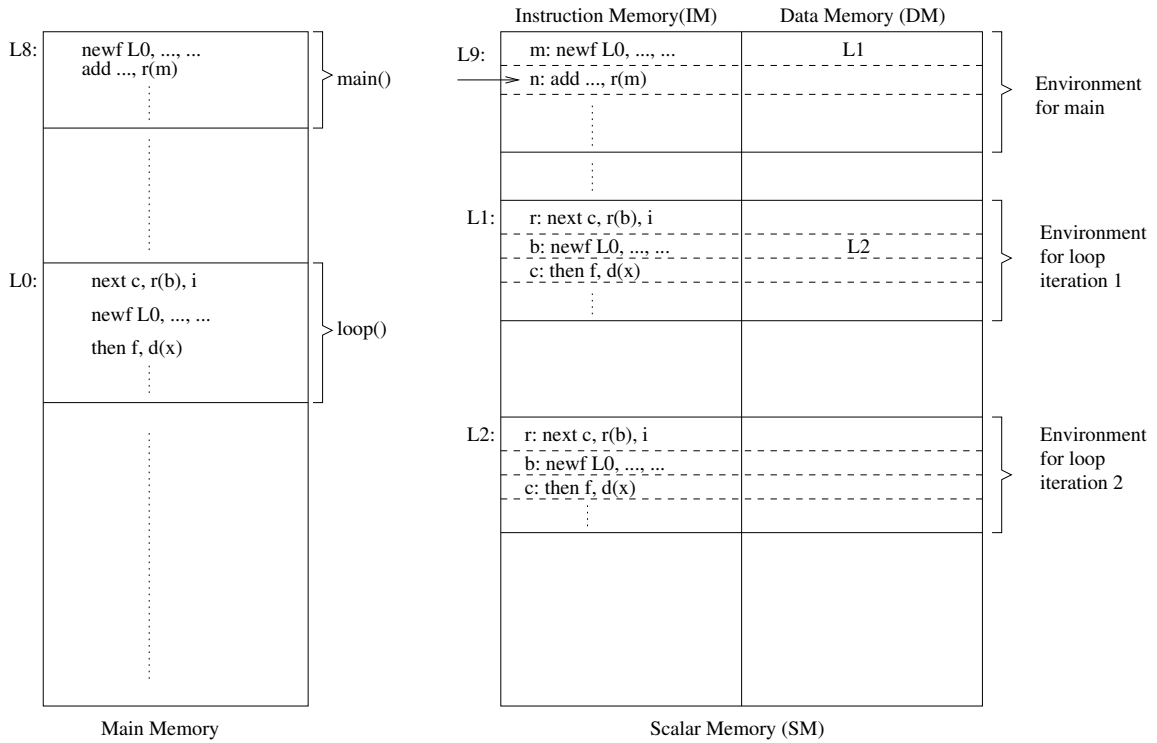 Instruction Memory(IM)
Data Memory (DM)
L8:
newf L0, ..., ...
add ..., r(m)
main()
L0:
next c, r(b), i
newf L0, ..., ...
then f, d(x)
loop()
Main Memory
L9:
m: newf L0, ..., ...
L1
n: add ..., r(m)
Environment
for main
L1:
r: next c, r(b), i
b: newf L0, ..., ...
L2
c: then f, d(x)
Environment
for loop
iteration 1
L2:
r: next c, r(b), i
b: newf L0, ..., ...
c: then f, d(x)
Environment
for loop
iteration 2
Scalar Memory (SM)